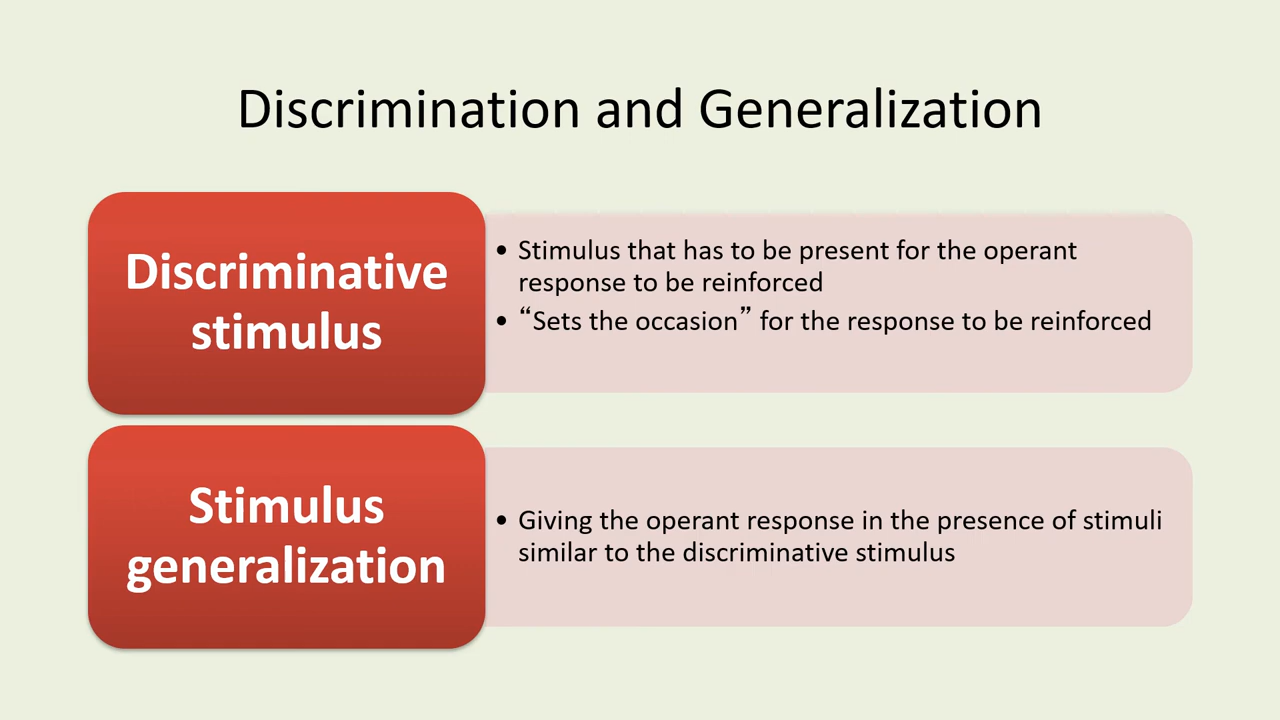 Discrimination and Generalization
Discriminative
stimulus
• Stimulus that has to be present for the operant
response to be reinforced
• “Sets the occasion” for the response to be reinforced
Stimulus
generalization
• Giving the operant response in the presence of stimuli
similar to the discriminative stimulus